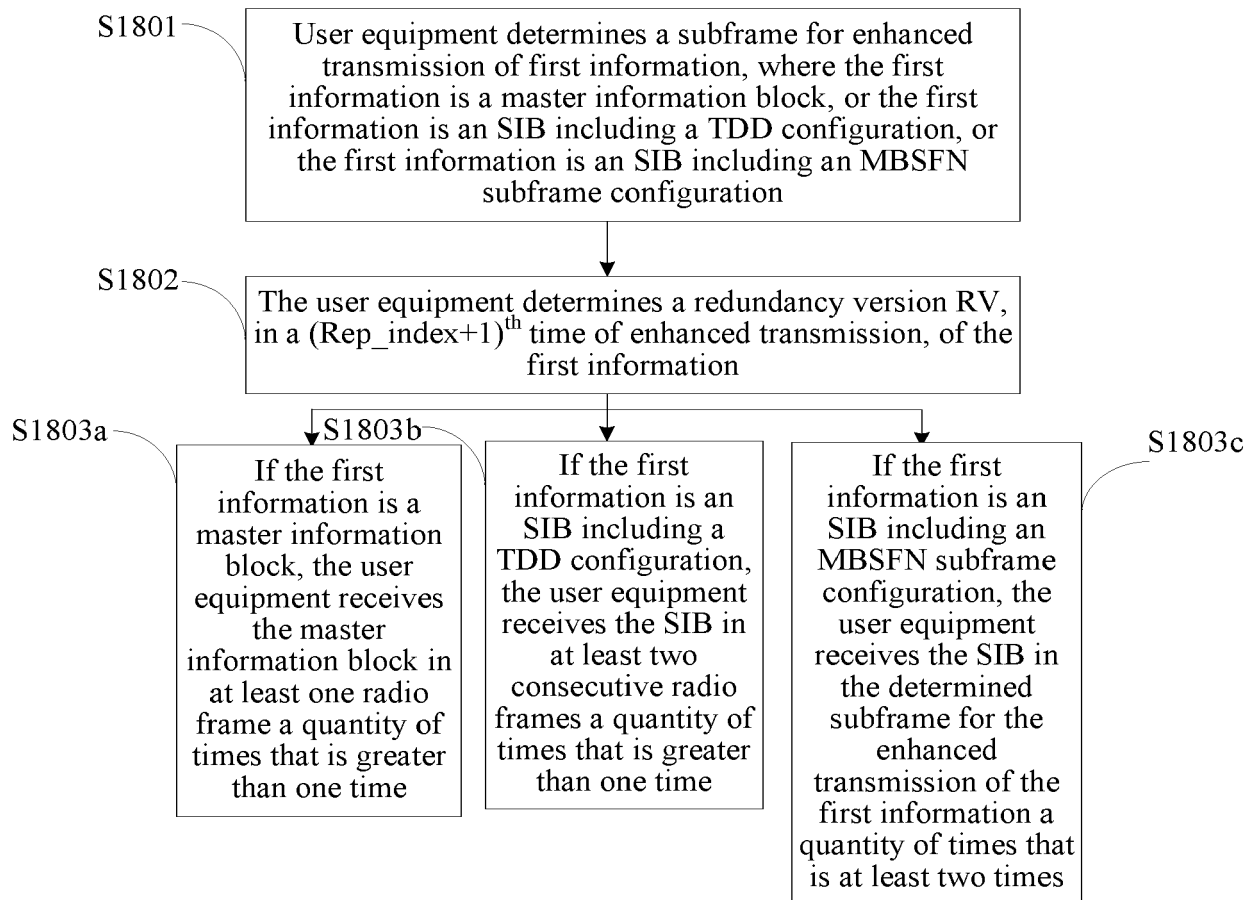 S1801
User equipment determines a subframe for enhanced
transmission of first information, where the first
information is a master information block, or the first
information is an SIB including a TDD configuration, or
the first information is an SIB including an MBSFN
subframe configuration
S1802
The user equipment determines a redundancy version RV,
in a (Rep_index+1)th time of enhanced transmission, of the
first information
S1803a
If the first
information is a
master information
block, the user
equipment receives
the master
information block in
at least one radio
frame a quantity of
times that is greater
than one time
S1803b
If the first
information is an
SIB including a
TDD configuration,
the user equipment
receives the SIB in
at least two
consecutive radio
frames a quantity of
times that is greater
than one time
S1803c
If the first
information is an
SIB including an
MBSFN subframe
configuration, the
user equipment
receives the SIB in
the determined
subframe for the
enhanced
transmission of the
first information a
quantity of times that
is at least two times